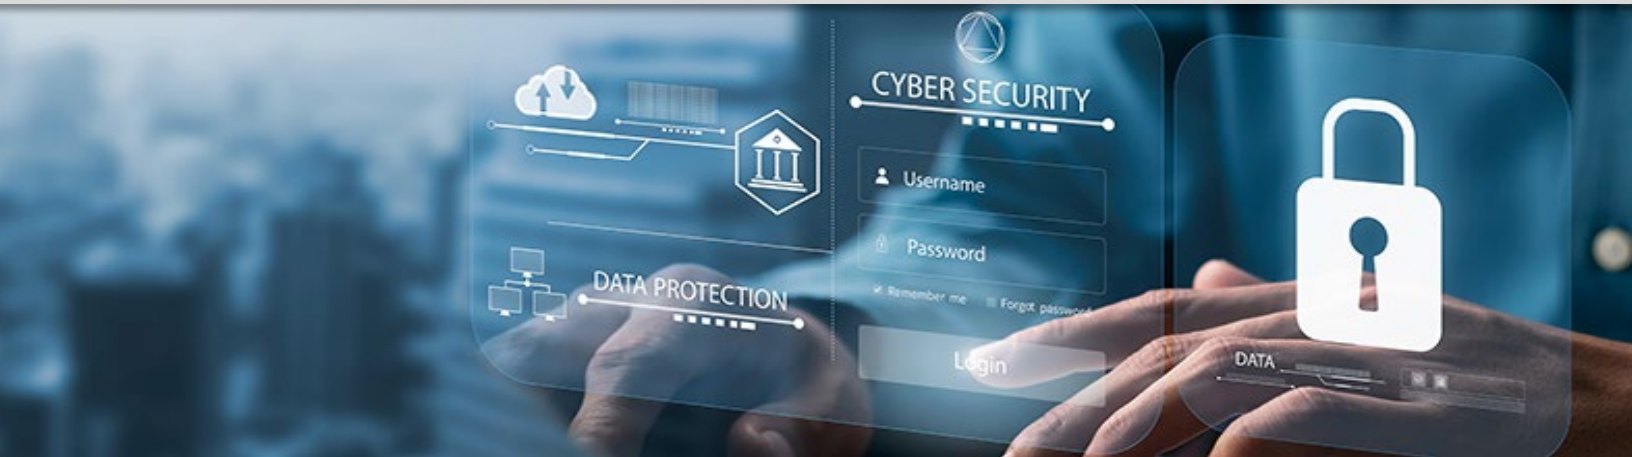 CYBER SECURITY
Username
Password
Remember me
Forgot password
Login
DATA PROTECTION
DATA